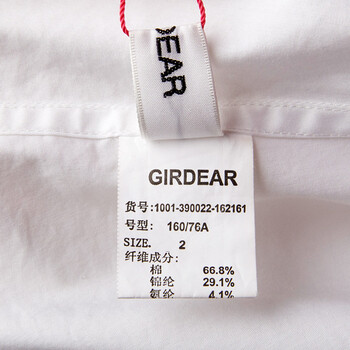 DEAR
GIRDEAR
货号:1001-390022-162161
号型: 160/76A
SIZE. 2
纤维成分:
棉 66.8%
锦纶 29.1%
氨纶 4.1%